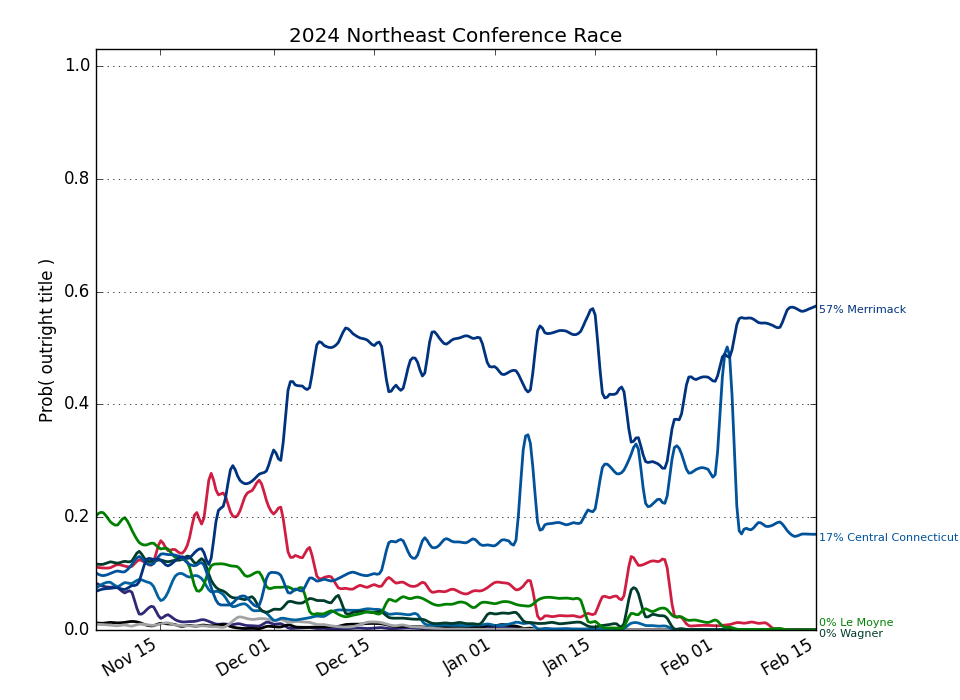 2024 Northeast Conference Race
Prob( outright title )
1.0
0.8
0.6
0.4
0.2
0.0
57% Merrimack
17% Central Connecticut
0% Le Moyne
0% Wagner
Nov 15
Dec 01
Dec 15
Jan 01
Jan 15
Feb 01
Feb 15